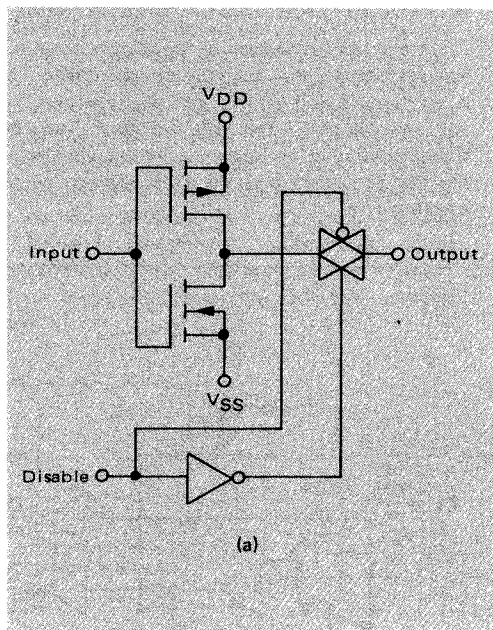 VDD
Input
Output
VSS
Disable
(a)